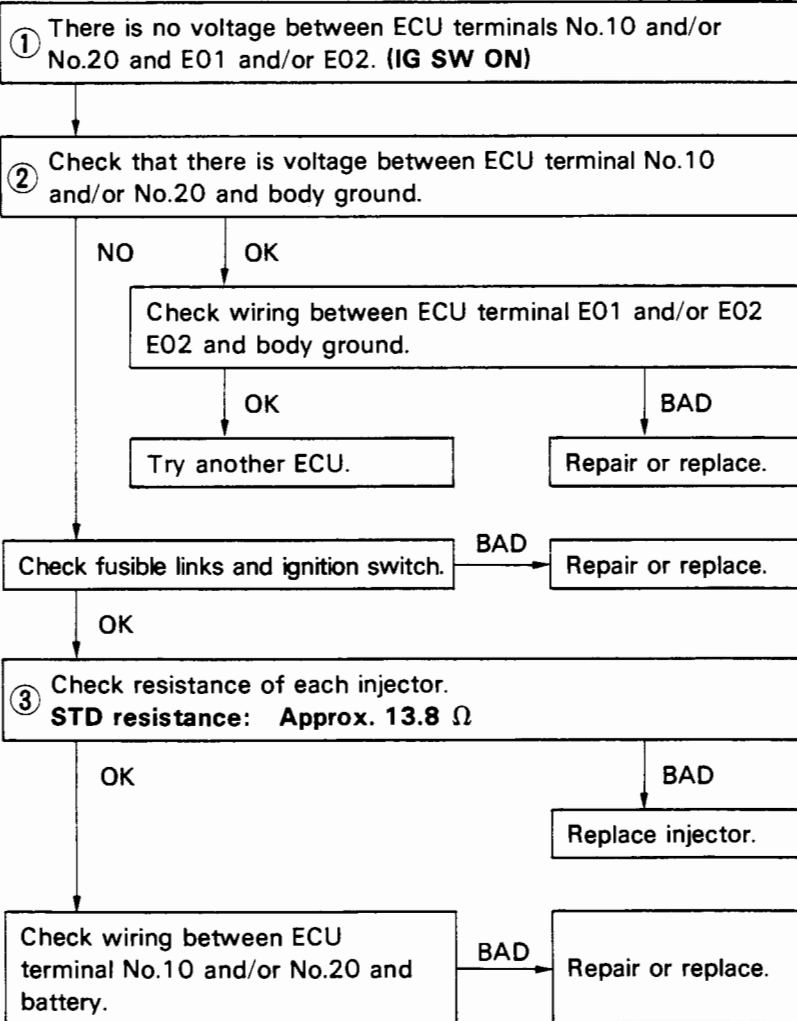 ① There is no voltage between ECU terminals No.10 and/or
No.20 and E01 and/or E02. (IG SW ON)
② Check that there is voltage between ECU terminal No.10
and/or No.20 and body ground.
NO
OK
Check wiring between ECU terminal E01 and/or E02
E02 and body ground.
OK
BAD
Try another ECU.
Repair or replace.
Check fusible links and ignition switch.
BAD
Repair or replace.
OK
③ Check resistance of each injector.
STD resistance: Approx. 13.8 Ω
OK
BAD
Replace injector.
Check wiring between ECU
terminal No.10 and/or No.20 and
battery.
BAD
Repair or replace.